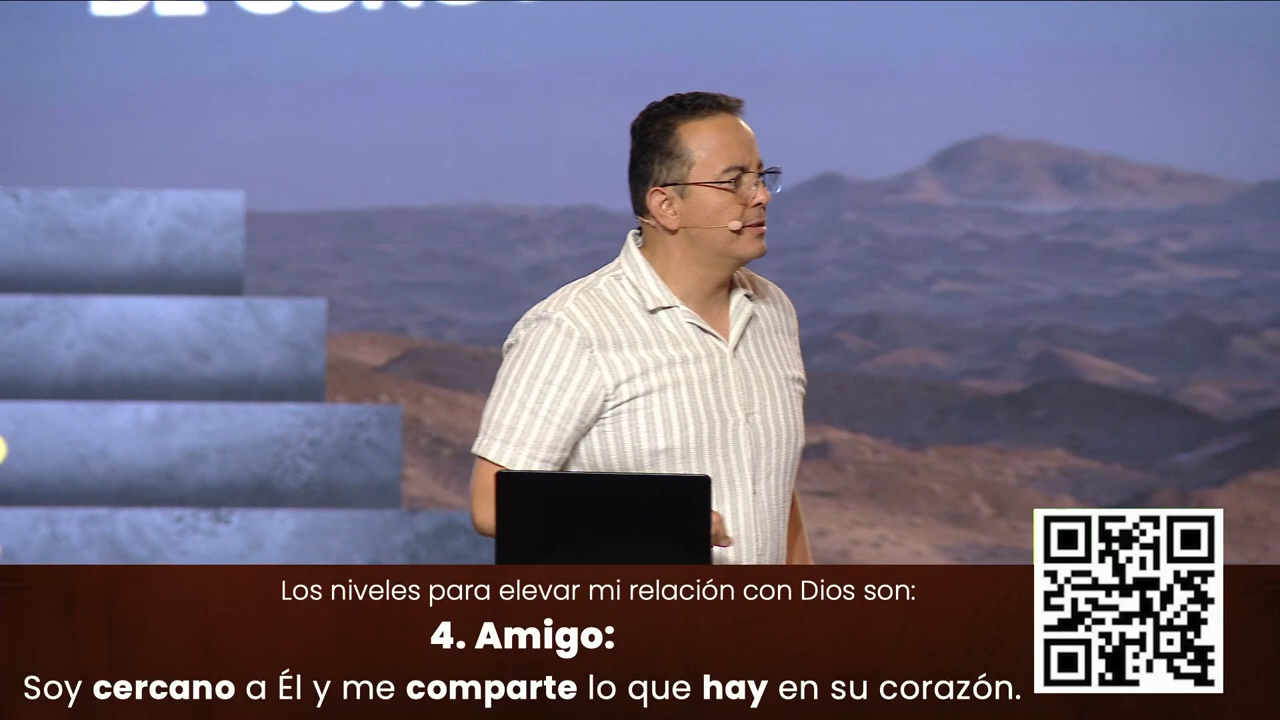 Los niveles para elevar mi relación con Dios son:
4. Amigo:
Soy cercano a Él y me comparte lo que hay en su corazón.